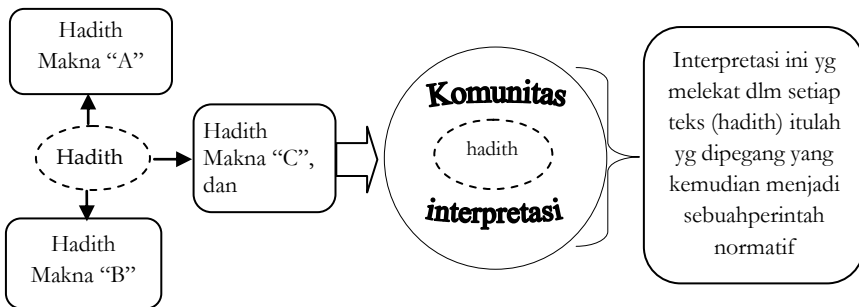 Hadith
Makna “A”
Hadith
Hadith
Makna “B”
Hadith
Makna “C”,
dan
Komunitas
hadith
interpretasi
Interpretasi ini yg
melekat dlm setiap
teks (hadith) itulah
yg dipegang yang
kemudian menjadi
sebuahperintah
normatif